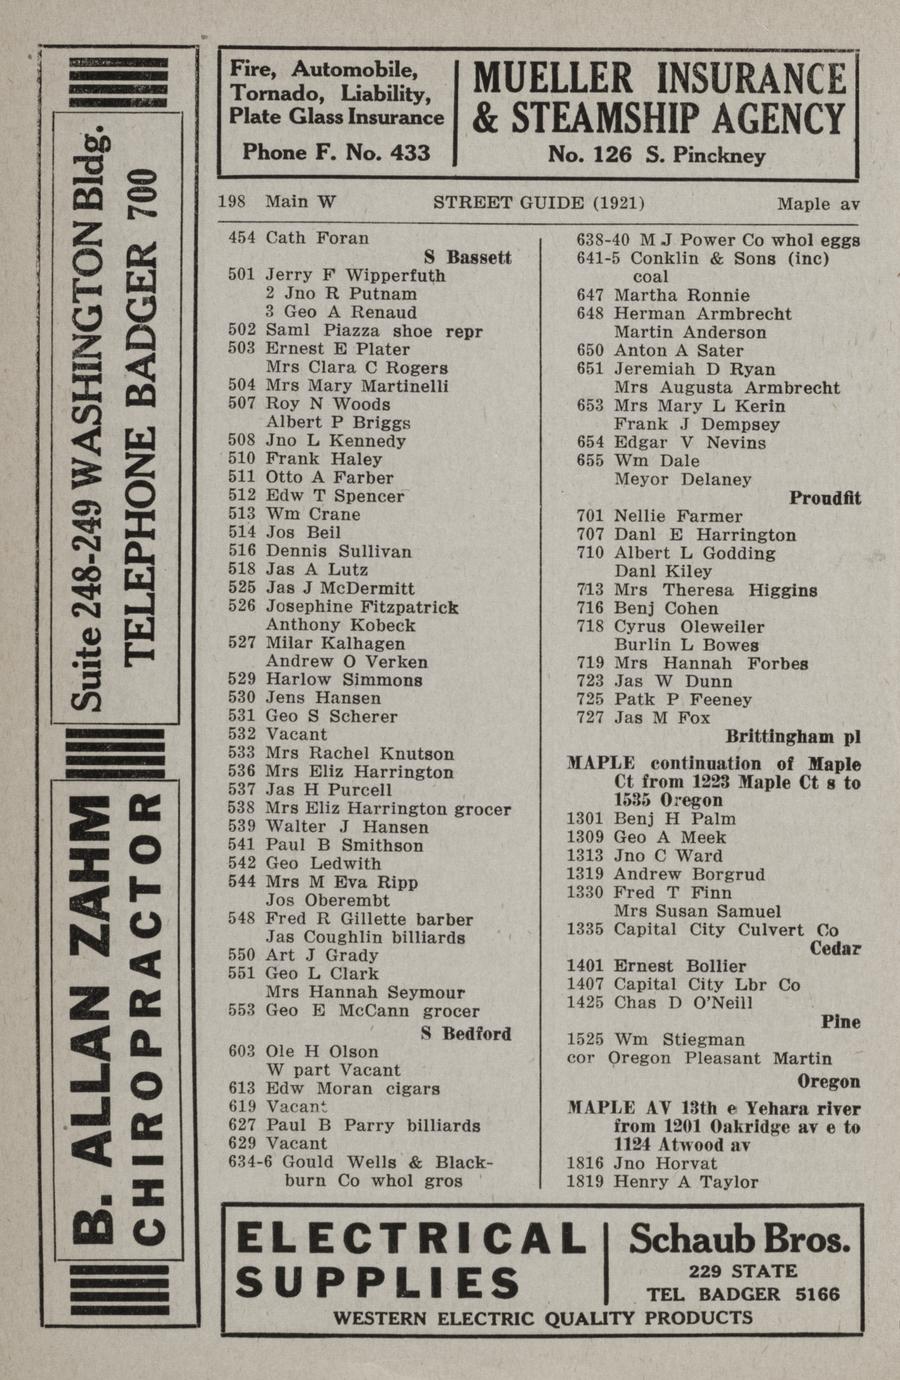 Fire, Automobile,
Tornado, Liability,
Plate Glass Insurance
Phone F. No. 433
MUELLER INSURANCE
& STEAMSHIP AGENCY
No. 126 S. Pinckney
198 Main W STREET GUIDE (1921) Maple av
454 Cath Foran
S Bassett
501 Jerry F Wipperfuth
2 Jno R Putnam
3 Geo A Renaud
502 Saml Piazza shoe repr
503 Ernest E Plater
Mrs Clara C Rogers
504 Mrs Mary Martinelli
507 Roy N Woods
Albert P Briggs
508 Jno L Kennedy
510 Frank Haley
511 Otto A Farber
512 Edw T Spencer
513 Wm Crane
514 Jos Beil
516 Dennis Sullivan
518 Jas A Lutz
525 Jas J McDermitt
526 Josephine Fitzpatrick
Anthony Kobeck
527 Milar Kalhagen
Andrew O Verken
529 Harlow Simmons
530 Jens Hansen
531 Geo S Scherer
532 Vacant
533 Mrs Rachel Knutson
536 Mrs Eliz Harrington
537 Jas H Purcell
538 Mrs Eliz Harrington grocer
539 Walter J Hansen
541 Paul B Smithson
542 Geo Ledwith
544 Mrs M Eva Ripp
Jos Oberembt
548 Fred R Gillette barber
Jas Coughlin billiards
550 Art J Grady
551 Geo L Clark
Mrs Hannah Seymour
553 Geo E McCann grocer
S Bedford
603 Ole H Olson
W part Vacant
613 Edw Moran cigars
619 Vacant
627 Paul B Parry billiards
629 Vacant
634-6 Gould Wells & Black-
burn Co whol gros
638-40 M J Power Co whol eggs
641-5 Conklin & Sons (inc)
coal
647 Martha Ronnie
648 Herman Armbrecht
Martin Anderson
650 Anton A Sater
651 Jeremiah D Ryan
Mrs Augusta Armbrecht
653 Mrs Mary L Kerin
Frank J Dempsey
654 Edgar V Nevins
655 Wm Dale
Meyor Delaney
Proudfit
701 Nellie Farmer
707 Danl E Harrington
710 Albert L Godding
Danl Kiley
713 Mrs Theresa Higgins
716 Benj Cohen
718 Cyrus Oleweiler
Burlin L Bowes
719 Mrs Hannah Forbes
723 Jas W Dunn
725 Patk P Feeney
727 Jas M Fox
Brittingham pl
MAPLE continuation of Maple
Ct from 1223 Maple Ct s to
1535 Oregon
1301 Benj H Palm
1309 Geo A Meek
1313 Jno C Ward
1319 Andrew Borgrud
1330 Fred T Finn
Mrs Susan Samuel
1335 Capital City Culvert Co
Cedar
1401 Ernest Bollier
1407 Capital City Lbr Co
1425 Chas D O'Neill
Pine
1525 Wm Stiegman
cor Oregon Pleasant Martin
Oregon
MAPLE AV 13th e Yehara river
from 1201 Oakridge av e to
1124 Atwood av
1816 Jno Horvat
1819 Henry A Taylor
B. ALLAN ZAHM
CHIROPRACTOR
Suite 248-249 WASHINGTON Bldg.
TELEPHONE BADGER 700
ELECTRICAL
SUPPLIES
Schaub Bros.
229 STATE
TEL BADGER 5166
WESTERN ELECTRIC QUALITY PRODUCTS